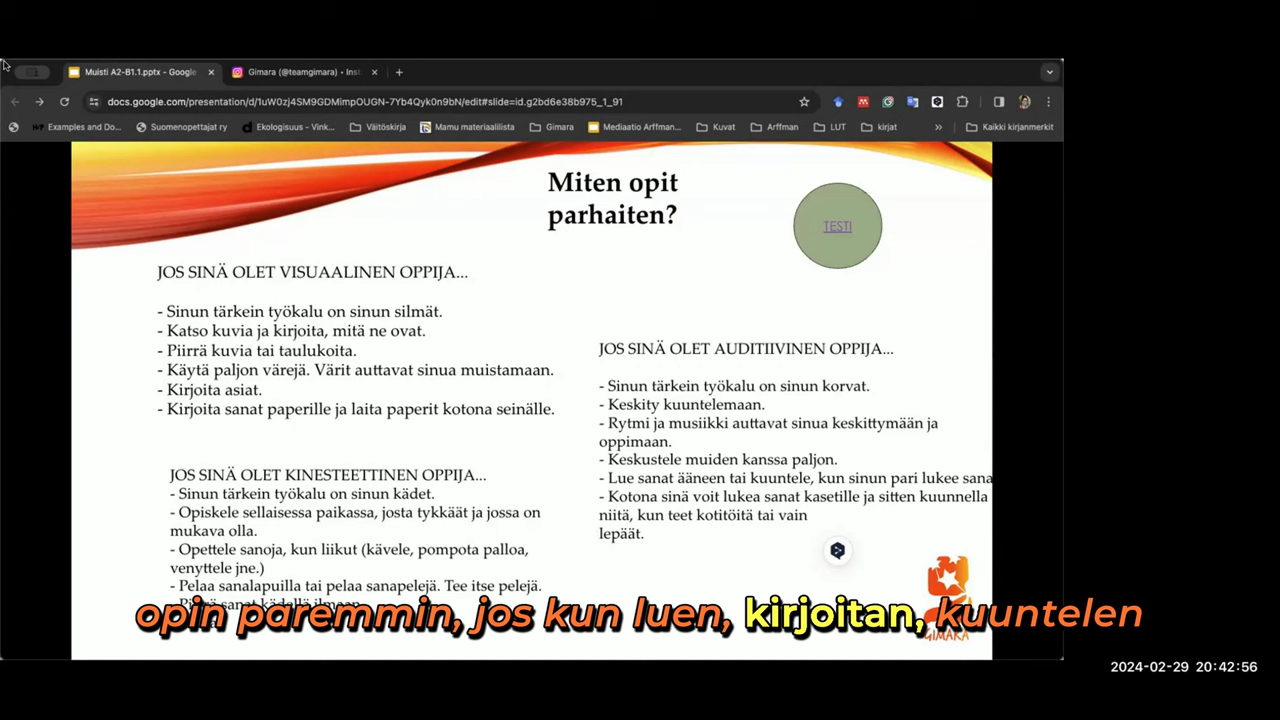 Muisti A2-B1.1.pptx - Google
Gimara (@teamgimara) • Ins
docs.google.com/presentation/d/1uW0zj4SM9GDMimpOUGN-7Yb4Qyk0n9bN/edit#slide=id.g2bd6e38b975_1_91
Examples and Do...
Suomenopettajat ry
Ekologisuus - Vink...
Väitöskirja
Mamu materiaalilista
Gimara
Mediaatio Arffman...
Kuvat
Arffman
LUT
kirjat
»
Kaikki kirjanmerkit
Miten opit
parhaiten?
TESTI
JOS SINÄ OLET VISUAALINEN OPPIJA...
- Sinun tärkein työkalu on sinun silmät.
- Katso kuvia ja kirjoita, mitä ne ovat.
- Piirrä kuvia tai taulukoita.
- Käytä paljon värejä. Värit auttavat sinua muistamaan.
- Kirjoita asiat.
- Kirjoita sanat paperille ja laita paperit kotona seinälle.
JOS SINÄ OLET AUDITIIVINEN OPPIJA...
- Sinun tärkein työkalu on sinun korvat.
- Keskity kuuntelemaan.
- Rytmi ja musiikki auttavat sinua keskittymään ja
oppimaan.
- Keskustele muiden kanssa paljon.
- Lue sanat ääneen tai kuuntele, kun sinun pari lukee sana
- Kotona sinä voit lukea sanat kasetille ja sitten kuunnella
niitä, kun teet kotitöitä tai vain
lepäät.
JOS SINÄ OLET KINESTEETTINEN OPPIJA...
- Sinun tärkein työkalu on sinun kädet.
- Opiskele sellaisessa paikassa, josta tykkäät ja jossa on
mukava olla.
- Opettele sanoja, kun liikut (kävele, pompota palloa,
venyttele jne.)
- Pelaa sanalapuilla tai pelaa sanapelejä. Tee itse pelejä.
- Piirrä sanat kädellä ilmaan
opin paremmin, jos kun luen, kirjoitan, kuuntelen
GIMARA
2024-02-29 20:42:56